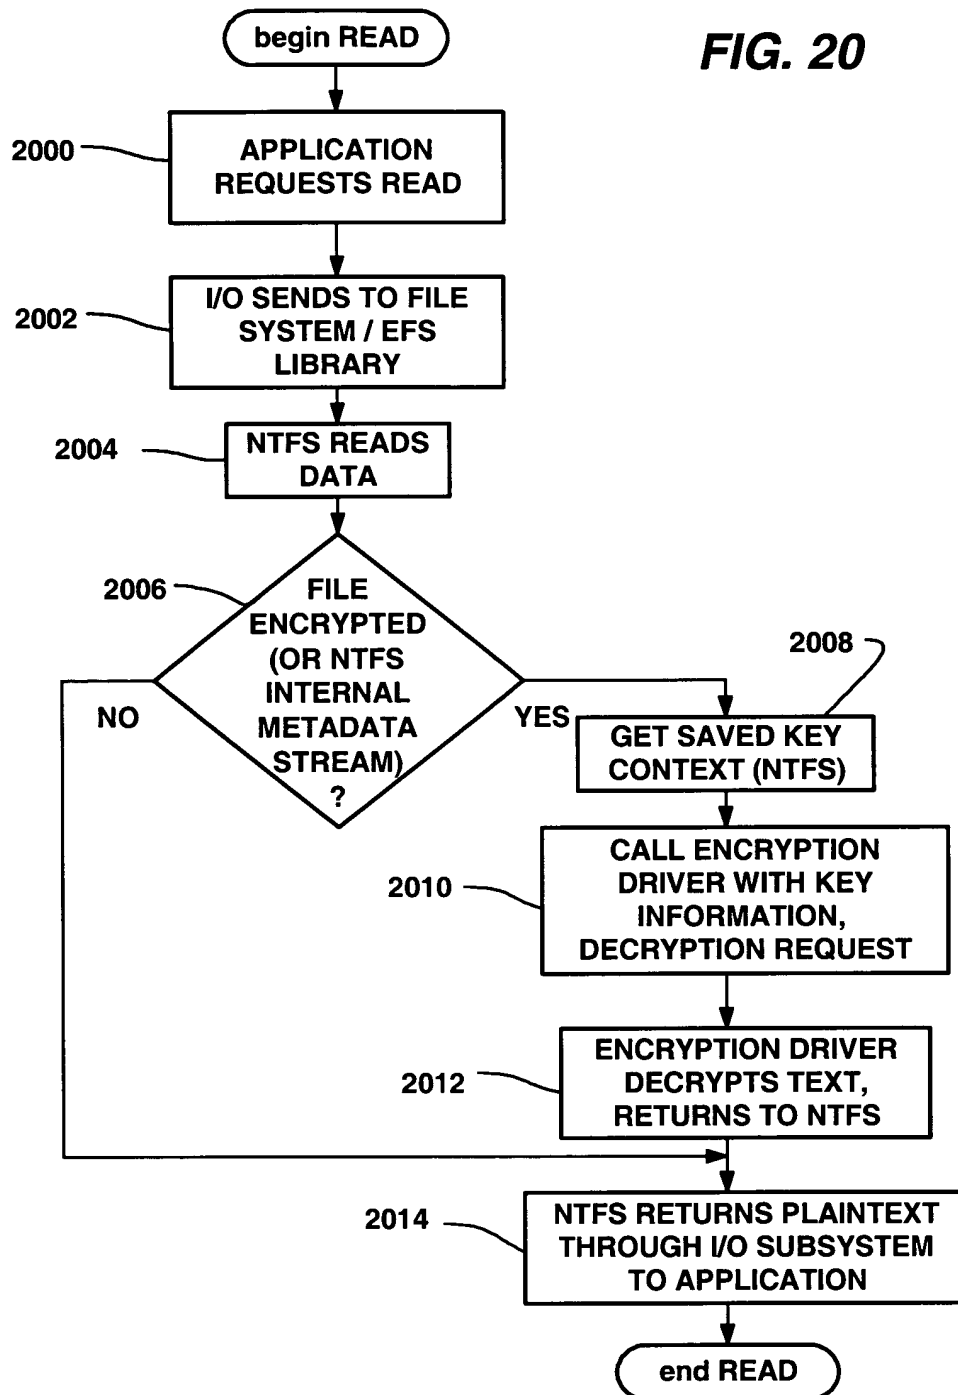 begin READ
FIG. 20
2000
APPLICATION
REQUESTS READ
2002
I/O SENDS TO FILE
SYSTEM / EFS
LIBRARY
2004
NTFS READS
DATA
2006
FILE
ENCRYPTED
(OR NTFS
INTERNAL
METADATA
STREAM)
?
NO
YES
2008
GET SAVED KEY
CONTEXT (NTFS)
2010
CALL ENCRYPTION
DRIVER WITH KEY
INFORMATION,
DECRYPTION REQUEST
2012
ENCRYPTION DRIVER
DECRYPTS TEXT,
RETURNS TO NTFS
2014
NTFS RETURNS PLAINTEXT
THROUGH I/O SUBSYSTEM
TO APPLICATION
end READ